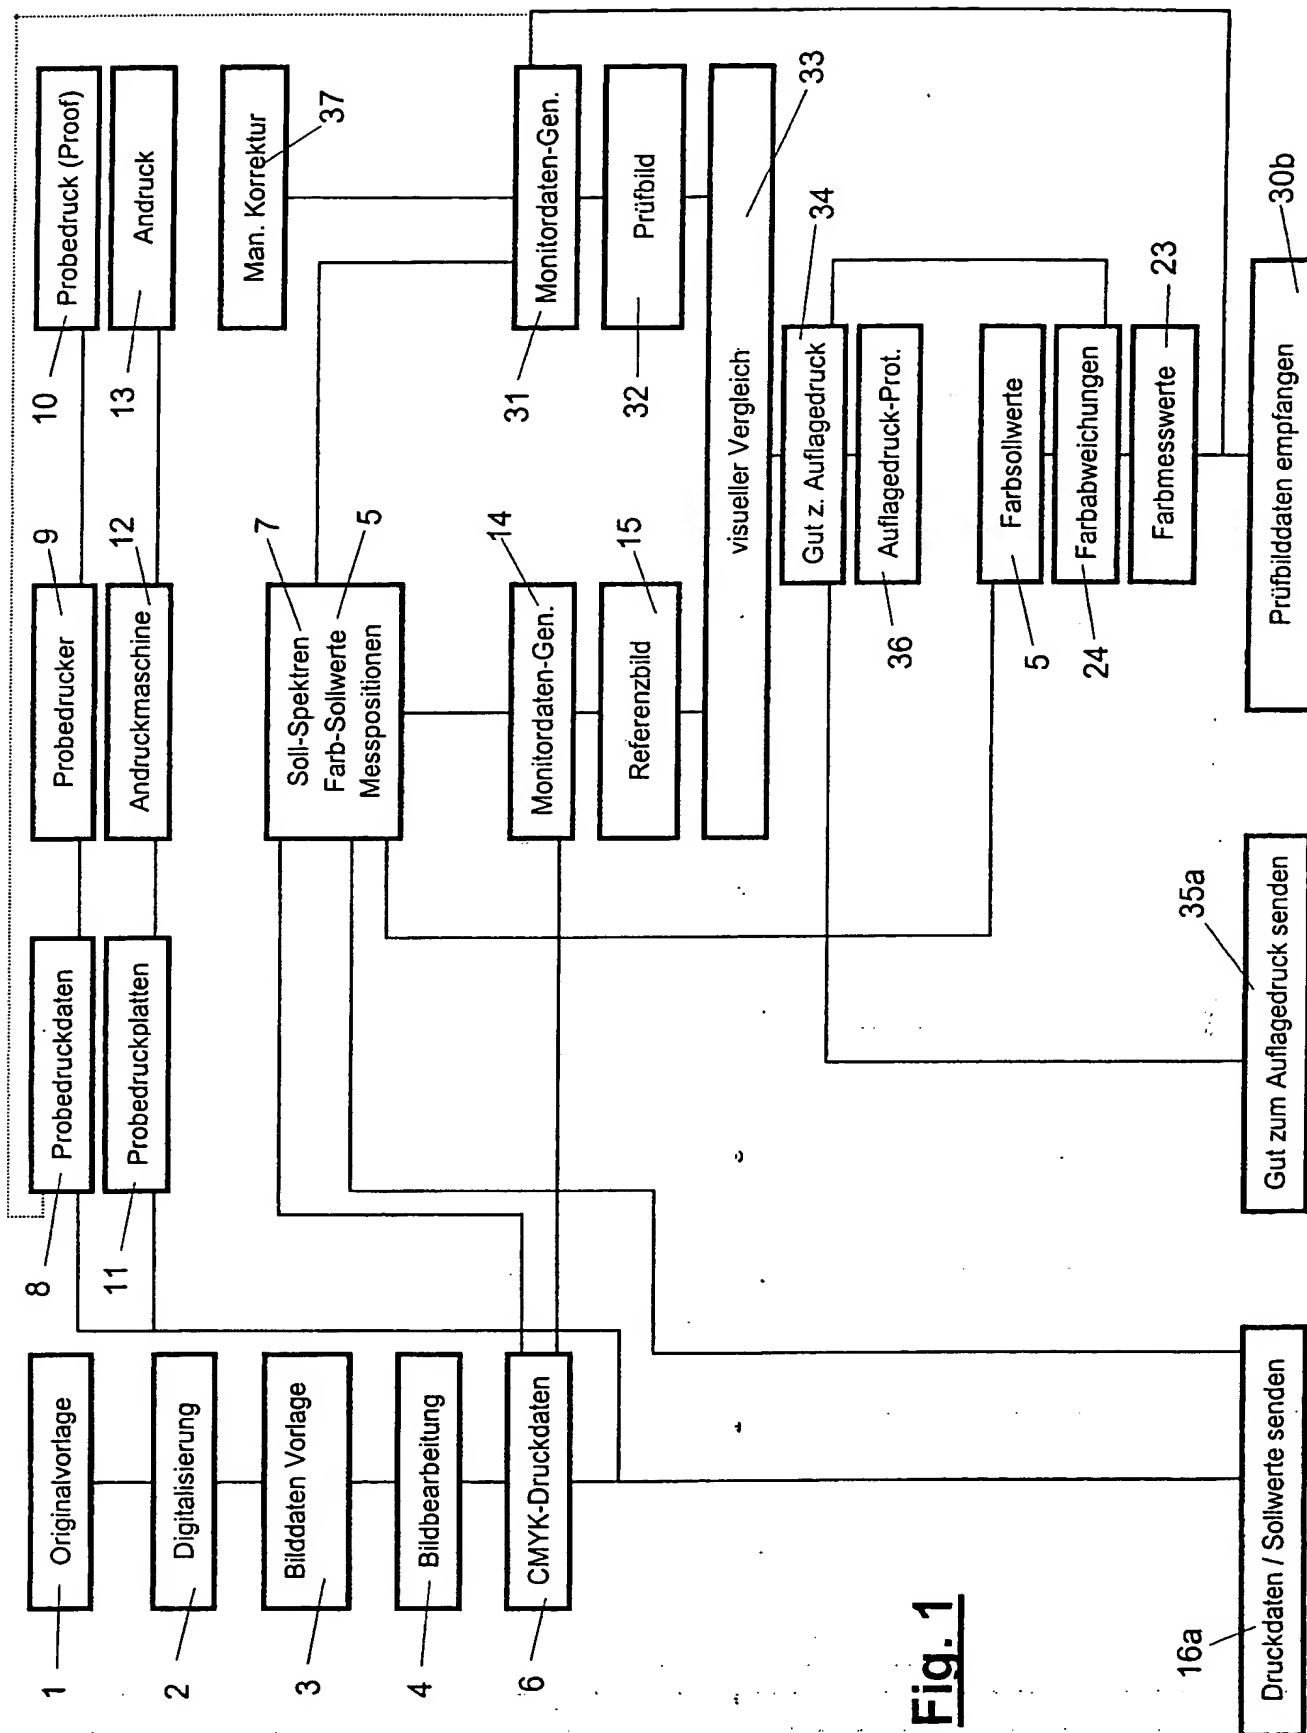 1
Originalvorlage
2
Digitalisierung
3
Bilddaten Vorlage
4
Bildbearbeitung
6
CMYK-Druckdaten
Fig. 1
16a
Druckdaten / Sollwerte senden
8
Probedruckdaten
11
Probedruckplatten
9
Probedrucker
12
Andruckmaschine
10
Probedruck (Proof)
13
Andruck
7
Soll-Spektren
Farb-Sollwerte
Messpositionen
5
Man. Korrektur
37
14
Monitordaten-Gen.
15
Referenzbild
31
Monitordaten-Gen.
32
Prüfbild
visueller Vergleich
33
34
Gut z. Auflagedruck
36
Auflagedruck-Prot.
5
Farbsollwerte
24
Farbabweichungen
23
Farbmesswerte
35a
Gut zum Auflagedruck senden
30b
Prüfbilddaten empfangen